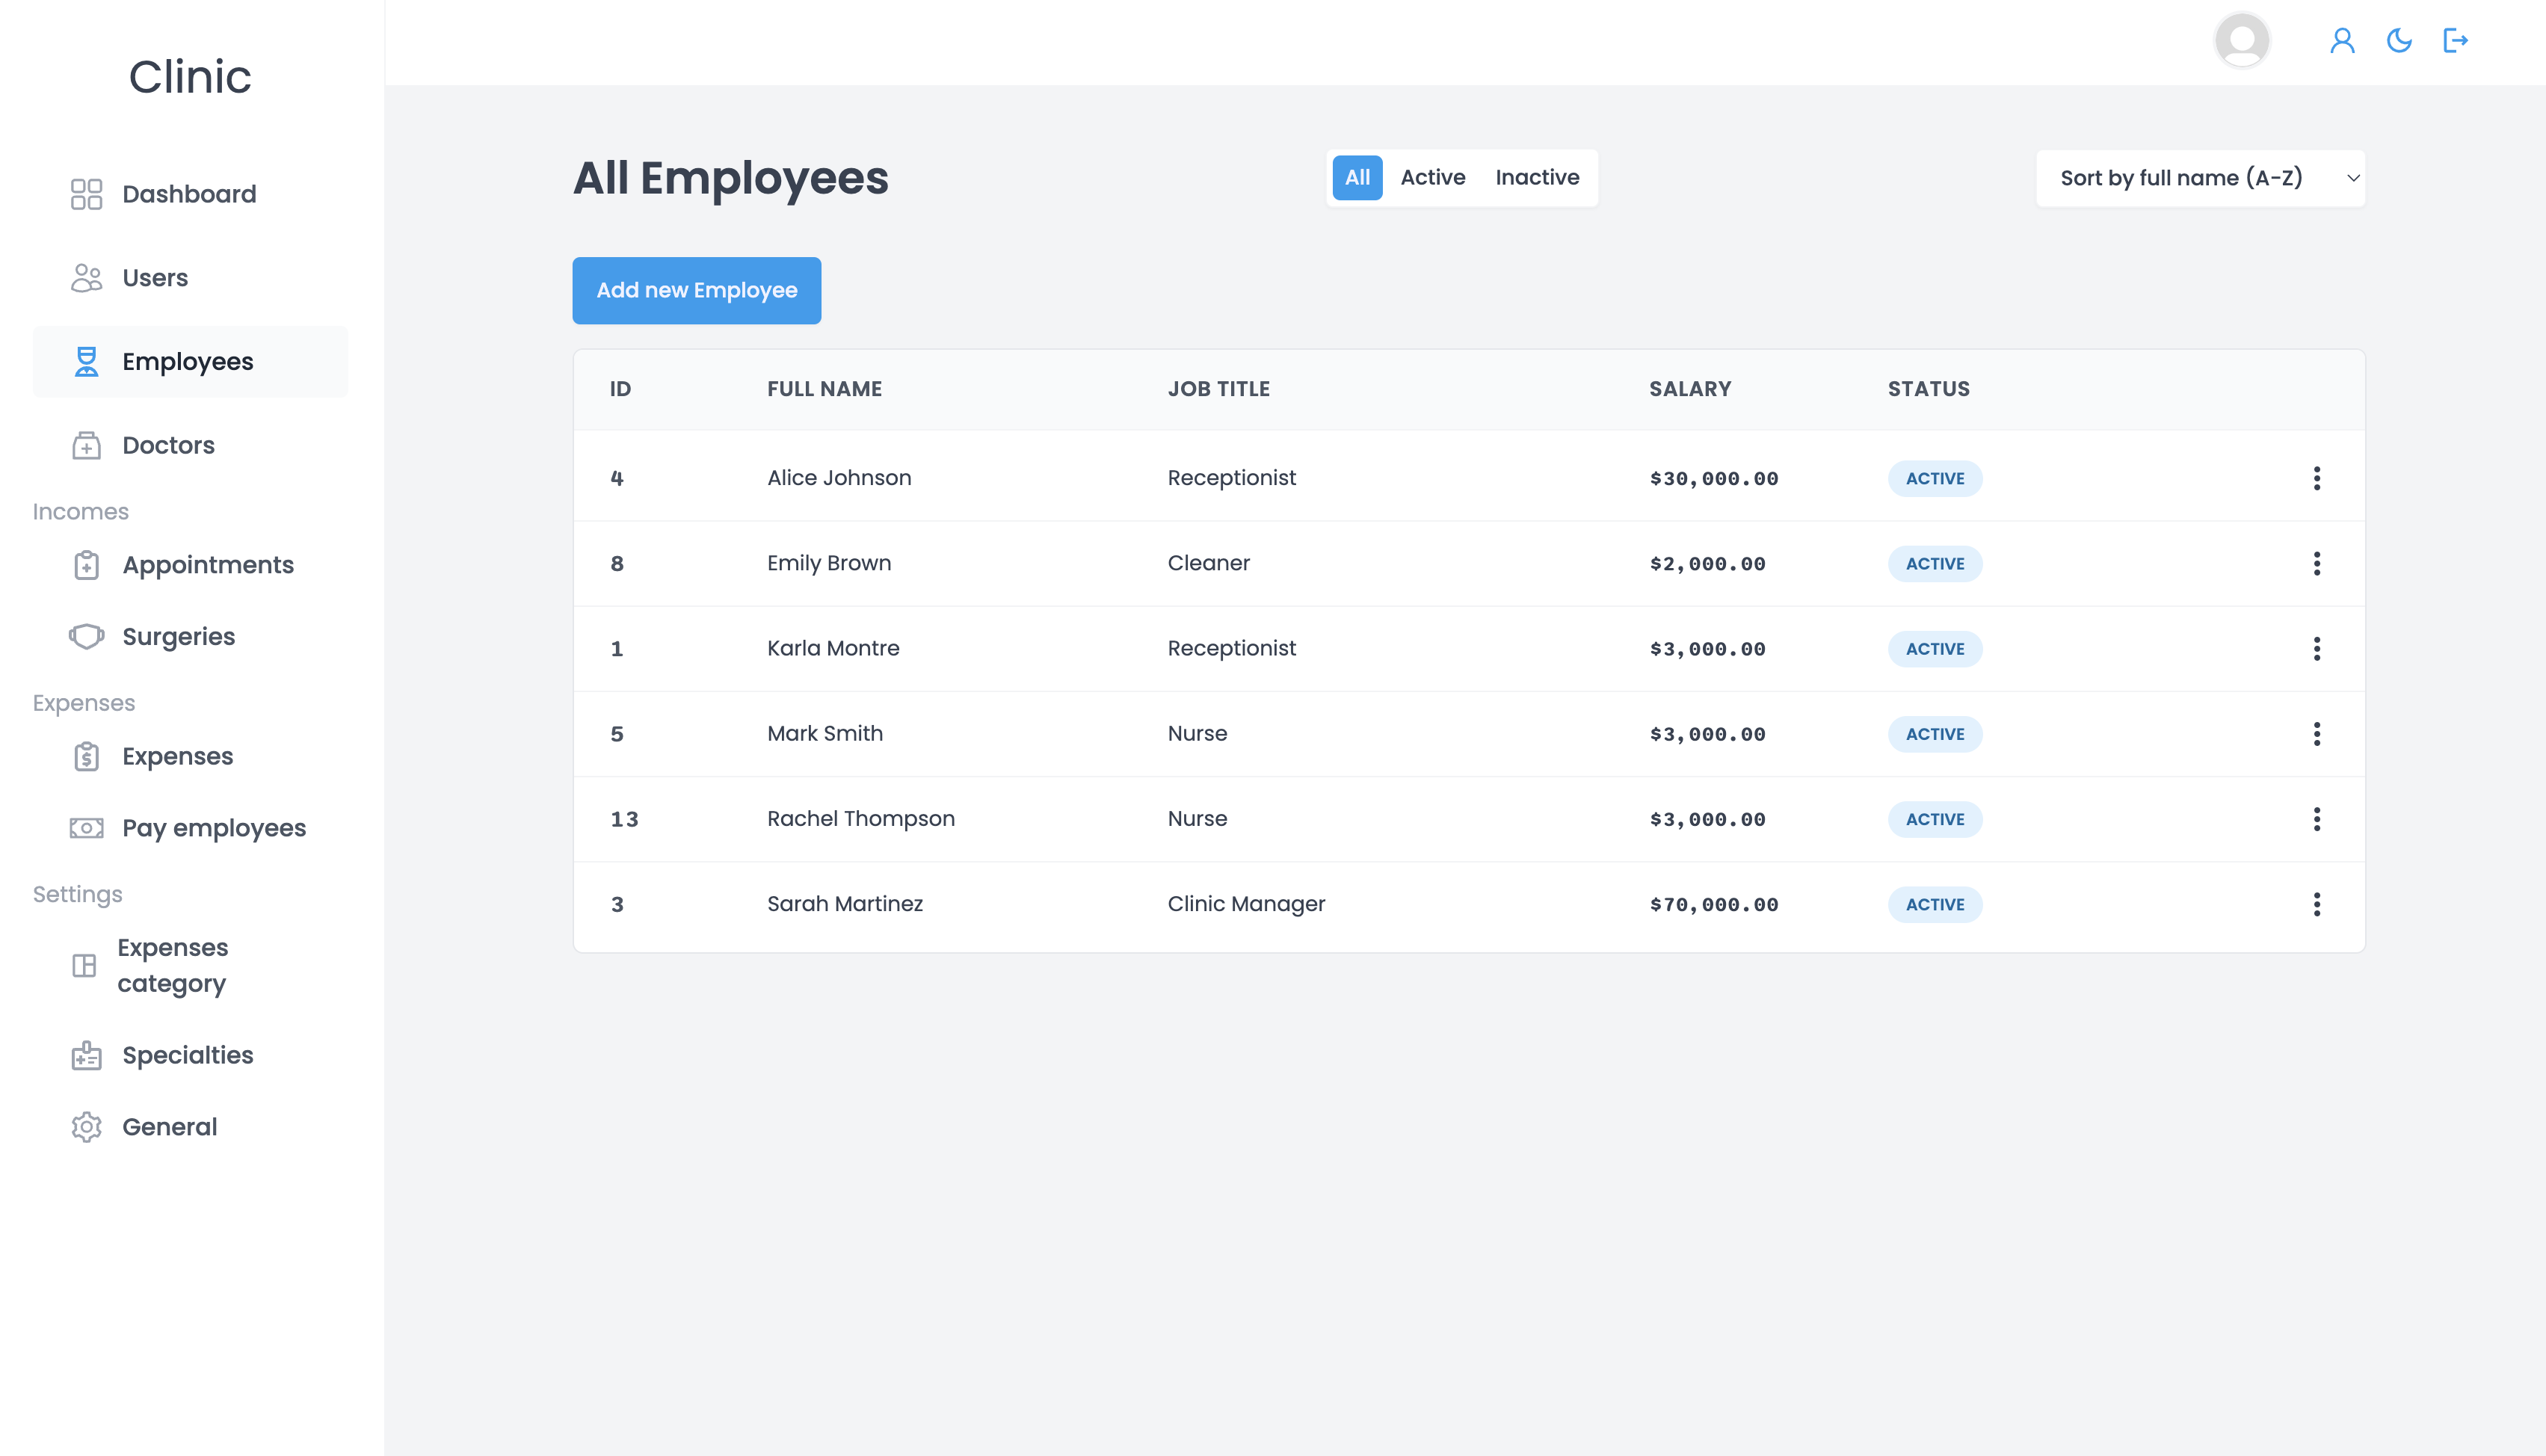 Clinic
Dashboard
Users
Employees
Doctors
Incomes
Appointments
Surgeries
Expenses
Expenses
Pay employees
Settings
Expenses
category
Specialties
General
All Employees
All Active Inactive
Sort by full name (A-Z)
Add new Employee
ID FULL NAME JOB TITLE SALARY STATUS
4 Alice Johnson Receptionist $30,000.00 ACTIVE
8 Emily Brown Cleaner $2,000.00 ACTIVE
1 Karla Montre Receptionist $3,000.00 ACTIVE
5 Mark Smith Nurse $3,000.00 ACTIVE
13 Rachel Thompson Nurse $3,000.00 ACTIVE
3 Sarah Martinez Clinic Manager $70,000.00 ACTIVE